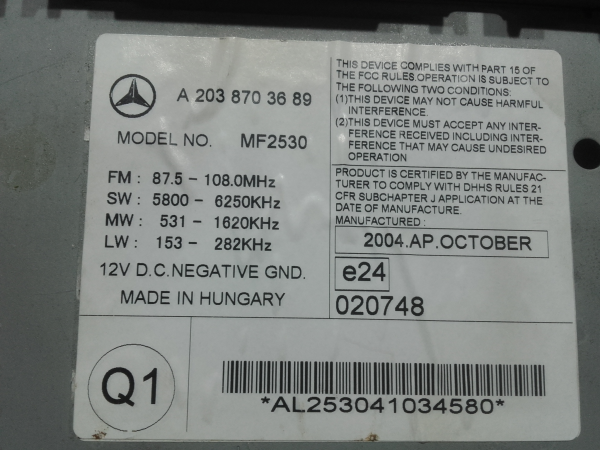 A 203 870 3689
MODEL NO. MF2530
FM : 87.5 - 108.0MHz
SW : 5800 - 6250KHz
MW : 531 - 1620KHz
LW : 153 - 282KHz
12V D.C.NEGATIVE GND.
MADE IN HUNGARY
THIS DEVICE COMPLIES WITH PART 15 OF
THE FCC RULES.OPERATION IS SUBJECT TO
THE FOLLOWING TWO CONDITIONS:
(1)THIS DEVICE MAY NOT CAUSE HARMFUL
INTERFERENCE.
(2)THIS DEVICE MUST ACCEPT ANY INTER-
FERENCE RECEIVED INCLUDING INTER-
FERENCE THAT MAY CAUSE UNDESIRED
OPERATION
PRODUCT IS CERTIFIED BY THE MANUFAC-
TURER TO COMPLY WITH DHHS RULES 21
CFR SUBCHAPTER J APPLICATION AT THE
DATE OF MANUFACTURE.
MANUFACTURED :
2004.AP.OCTOBER
e24
020748
Q1
*AL253041034580*